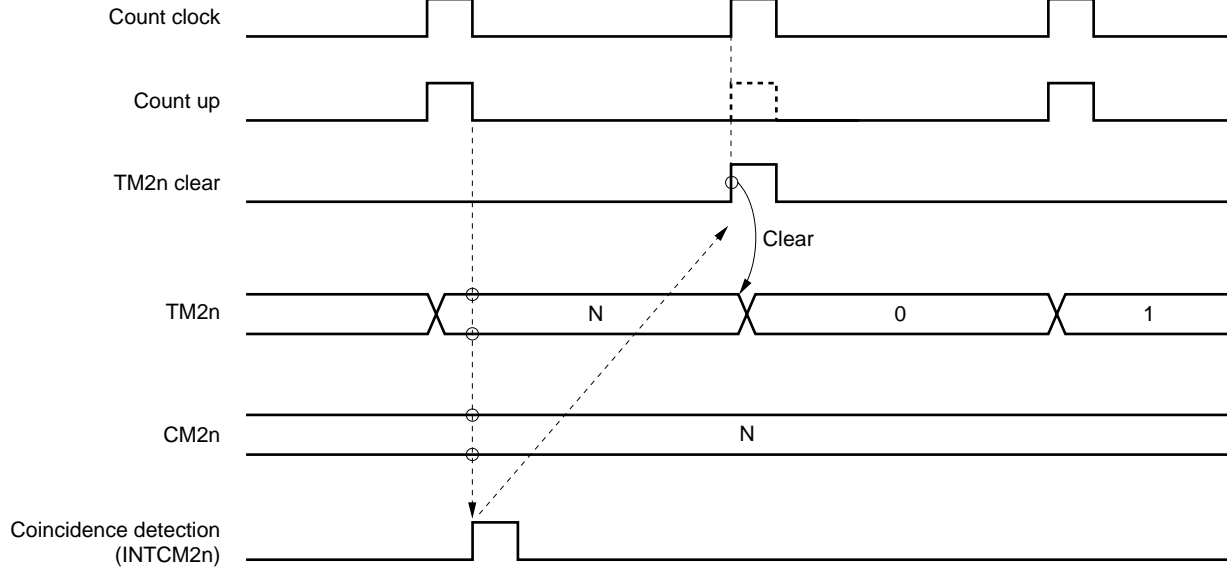 Count clock
Count up
TM2n clear
Clear
TM2n
N
0
1
CM2n
N
Coincidence detection
(INTCM2n)